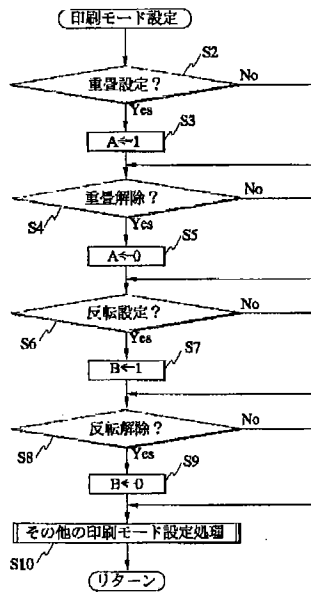 印刷モード設定
S2
重畳設定?
No
Yes
S3
A←1
重畳解除?
No
S4
Yes
S5
A←0
反転設定?
No
S6
Yes
S7
B←1
反転解除?
No
S8
Yes
S9
B←0
その他の印刷モード設定処理
S10
リターン